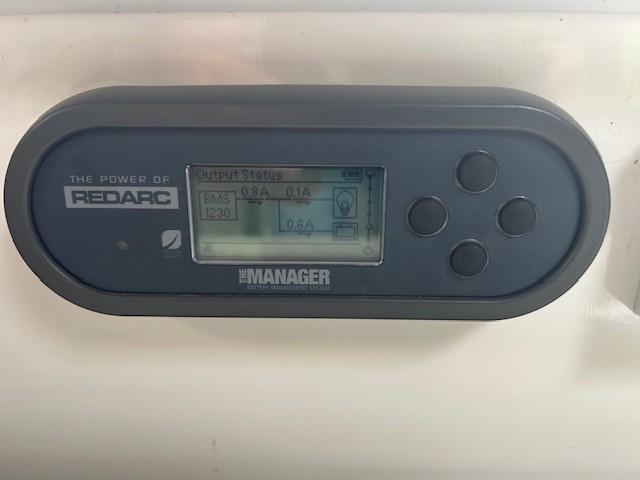 THE POWER OF
REDARC
Output Status
0.8A 0.1A
BMS
1230
0.6A
THE MANAGER
BATTERY MANAGEMENT SYSTEM